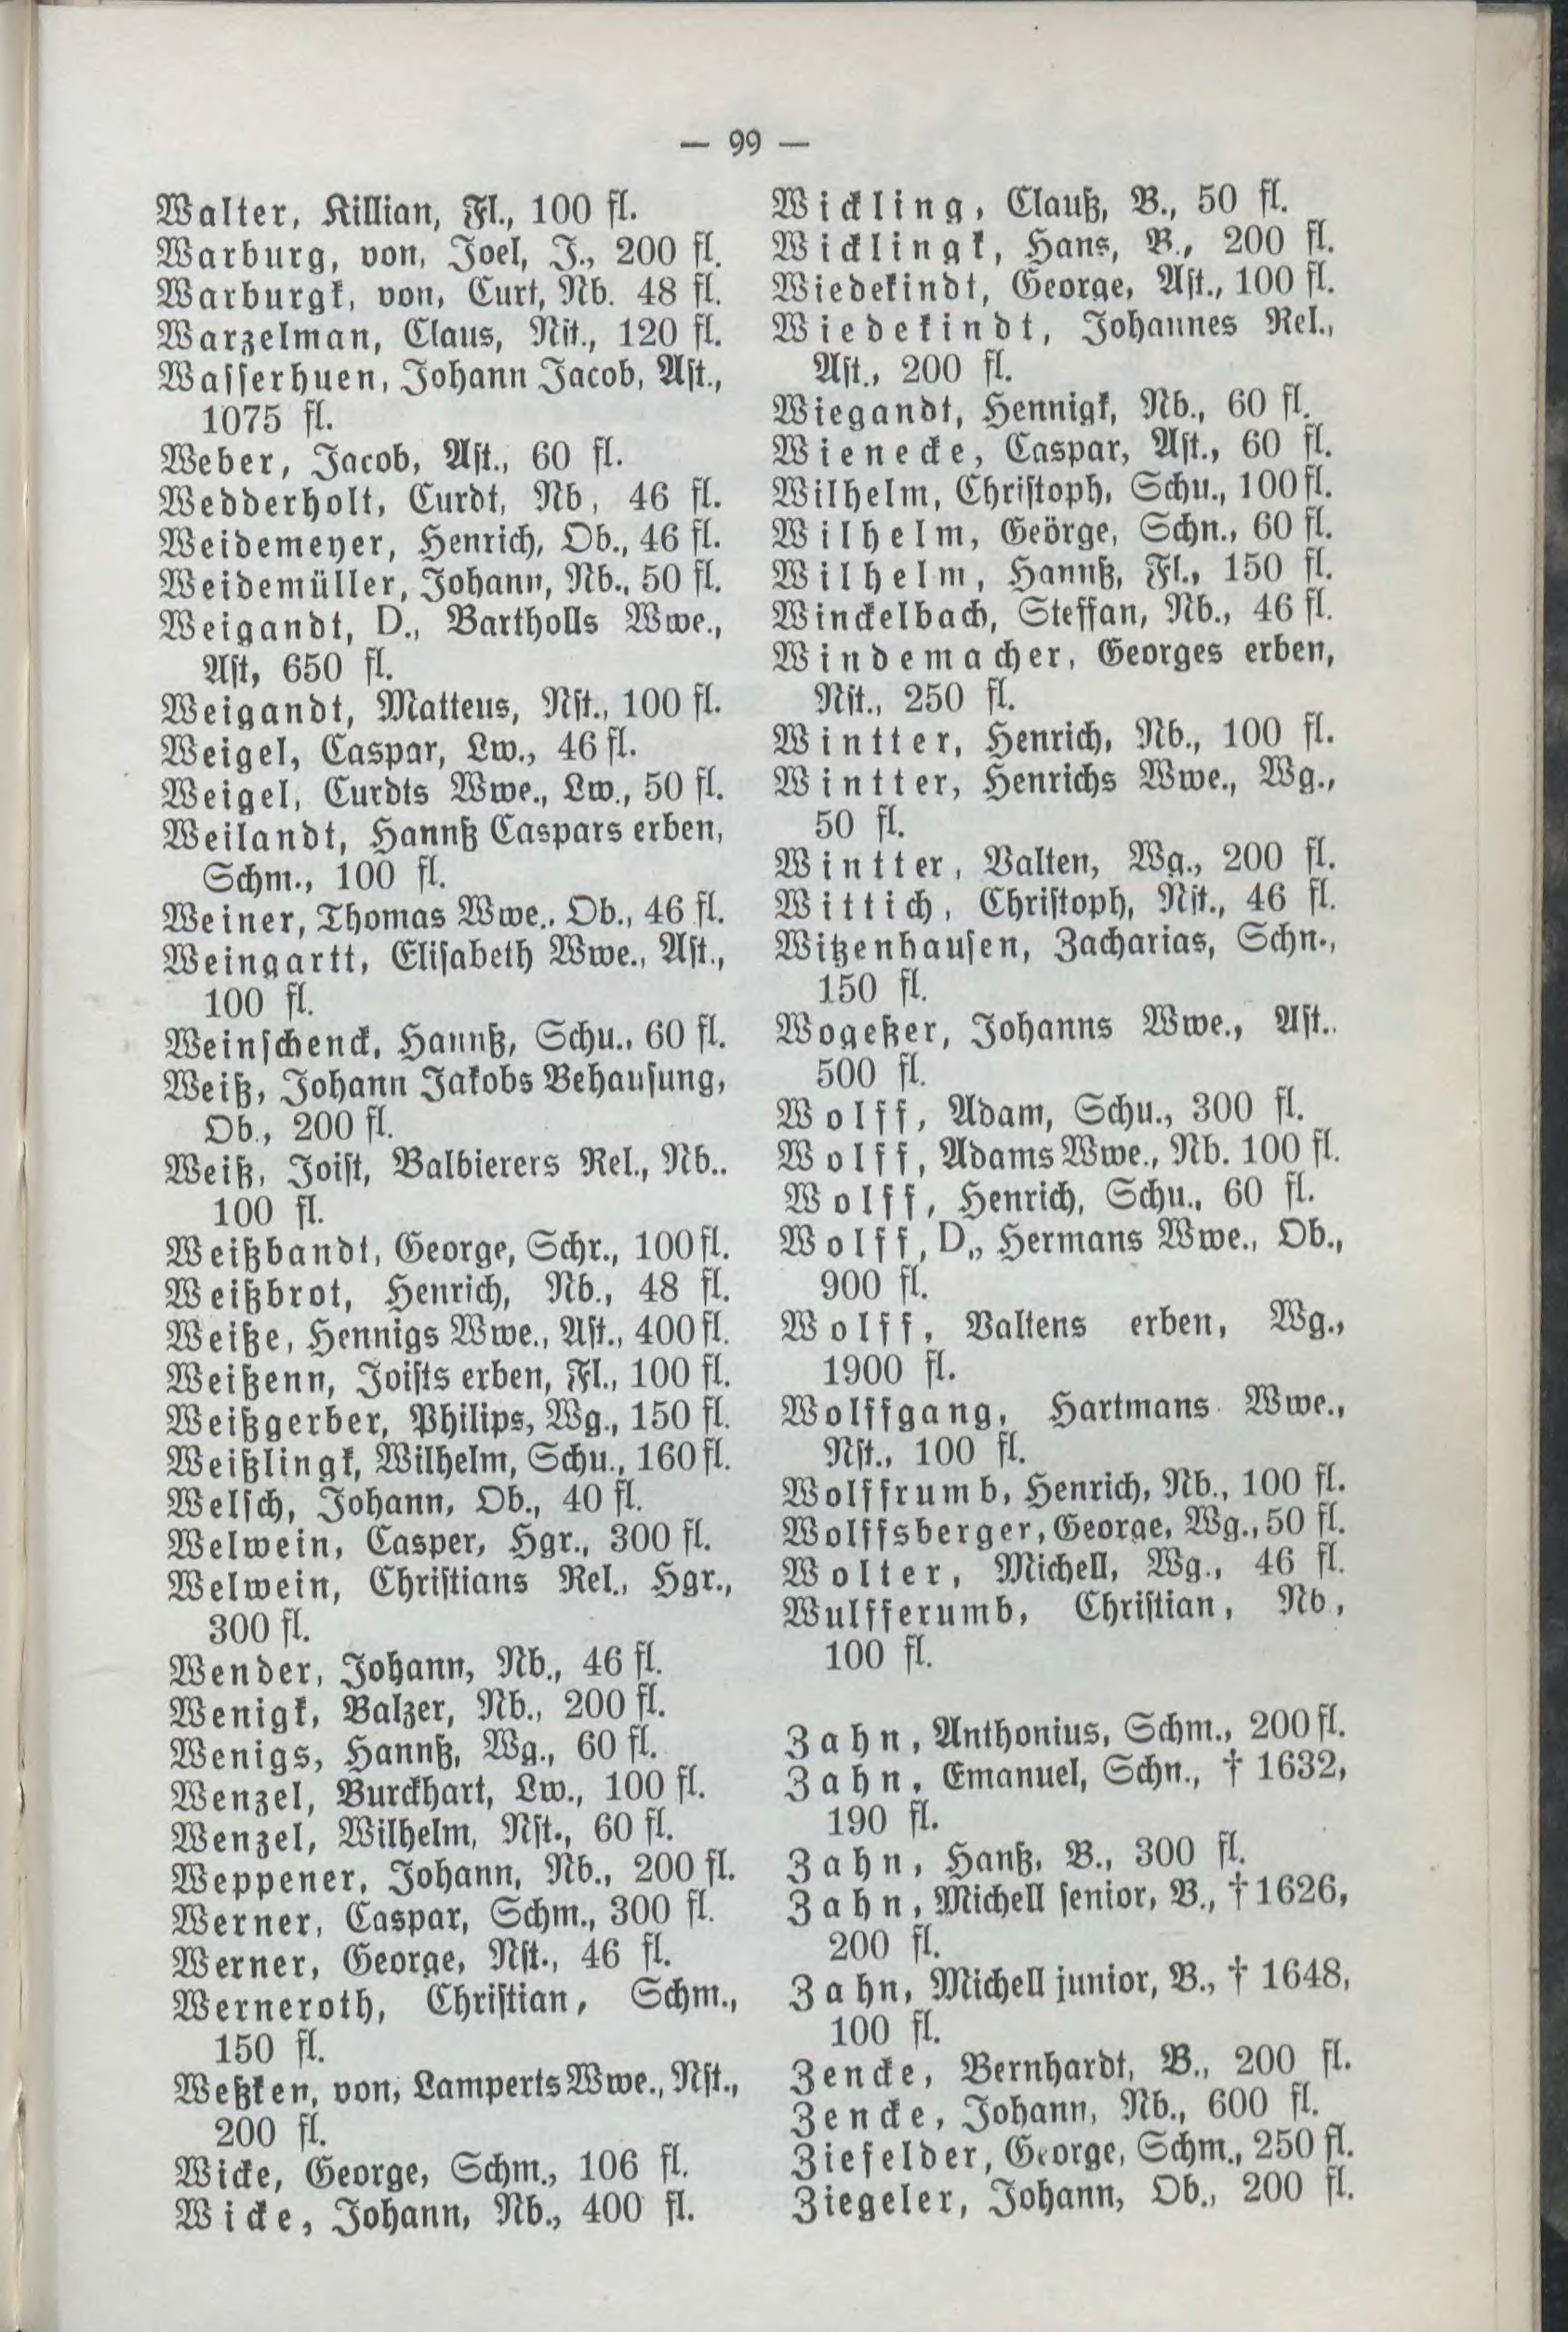 — 99 —
Walter, Killian, Fl., 100 fl.
Warburg, von, Joel, J., 200 fl.
Warburgk, von, Curt, Nb. 48 fl.
Warzelman, Claus, Nst., 120 fl.
Wasserhuen, Johann Jacob, Ast.,
1075 fl.
Weber, Jacob, Ast., 60 fl.
Wedderholt, Curdt, Nb, 46 fl.
Weidemeyer, Henrich, Ob., 46 fl.
Weidemüller, Johann, Nb., 50 fl.
Weigandt, D., Bartholls Wwe.,
Ast, 650 fl.
Weigandt, Matteus, Nst., 100 fl.
Weigel, Caspar, Lw., 46 fl.
Weigel, Curdts Wwe., Lw., 50 fl.
Weilandt, Hannß Caspars erben,
Schm., 100 fl.
Weiner, Thomas Wwe., Ob., 46 fl.
Weingartt, Elisabeth Wwe., Ast.,
100 fl.
Weinschenck, Hannß, Schu., 60 fl.
Weiß, Johann Jakobs Behausung,
Ob., 200 fl.
Weiß, Joist, Balbierers Rel., Nb..
100 fl.
Weißbandt, George, Schr., 100 fl.
Weißbrot, Henrich, Nb., 48 fl.
Weiße, Hennigs Wwe., Ast., 400 fl.
Weißenn, Joists erben, Fl., 100 fl.
Weißgerber, Philips, Wg., 150 fl.
Weißlingk, Wilhelm, Schu., 160 fl.
Welsch, Johann, Ob., 40 fl.
Welwein, Casper, Hgr., 300 fl.
Welwein, Christians Rel., Hgr.,
300 fl.
Wender, Johann, Nb., 46 fl.
Wenigk, Balzer, Nb., 200 fl.
Wenigs, Hannß, Wg., 60 fl.
Wenzel, Burckhart, Lw., 100 fl.
Wenzel, Wilhelm, Nst., 60 fl.
Weppener, Johann, Nb., 200 fl.
Werner, Caspar, Schm., 300 fl.
Werner, George, Nst., 46 fl.
Werneroth, Christian, Schm.,
150 fl.
Weßken, von, Lamperts Wwe., Nst.,
200 fl.
Wicke, George, Schm., 106 fl.
Wicke, Johann, Nb., 400 fl.
Wickling, Clauß, B., 50 fl.
Wicklingk, Hans, B., 200 fl.
Wiedekindt, George, Ast., 100 fl.
Wiedekindt, Johannes Rel.,
Ast., 200 fl.
Wiegandt, Hennigk, Nb., 60 fl.
Wienecke, Caspar, Ast., 60 fl.
Wilhelm, Christoph, Schu., 100 fl.
Wilhelm, Geörge, Schn., 60 fl.
Wilhelm, Hannß, Fl., 150 fl.
Winckelbach, Steffan, Nb., 46 fl.
Windemacher, Georges erben,
Nst., 250 fl.
Wintter, Henrich, Nb., 100 fl.
Wintter, Henrichs Wwe., Wg.,
50 fl.
Wintter, Valten, Wg., 200 fl.
Wittich, Christoph, Nst., 46 fl.
Witzenhausen, Zacharias, Schn.,
150 fl.
Wogeßer, Johanns Wwe., Ast..
500 fl.
Wolff, Adam, Schu., 300 fl.
Wolff, Adams Wwe., Nb. 100 fl.
Wolff, Henrich, Schu., 60 fl.
Wolff, D., Hermans Wwe., Ob.,
900 fl.
Wolff, Valtens erben, Wg.,
1900 fl.
Wolffgang, Hartmans Wwe.,
Nst., 100 fl.
Wolffrumb, Henrich, Nb., 100 fl.
Wolffsberger, George, Wg., 50 fl.
Wolter, Michell, Wg., 46 fl.
Wulfferumb, Christian, Nb,
100 fl.
Zahn, Anthonius, Schm., 200 fl.
Zahn, Emanuel, Schn., † 1632,
190 fl.
Zahn, Hanß, B., 300 fl.
Zahn, Michell senior, B., † 1626,
200 fl.
Zahn, Michell junior, B., † 1648,
100 fl.
Zencke, Bernhardt, B., 200 fl.
Zencke, Johann, Nb., 600 fl.
Ziefelder, George, Schm., 250 fl.
Ziegeler, Johann, Ob., 200 fl.